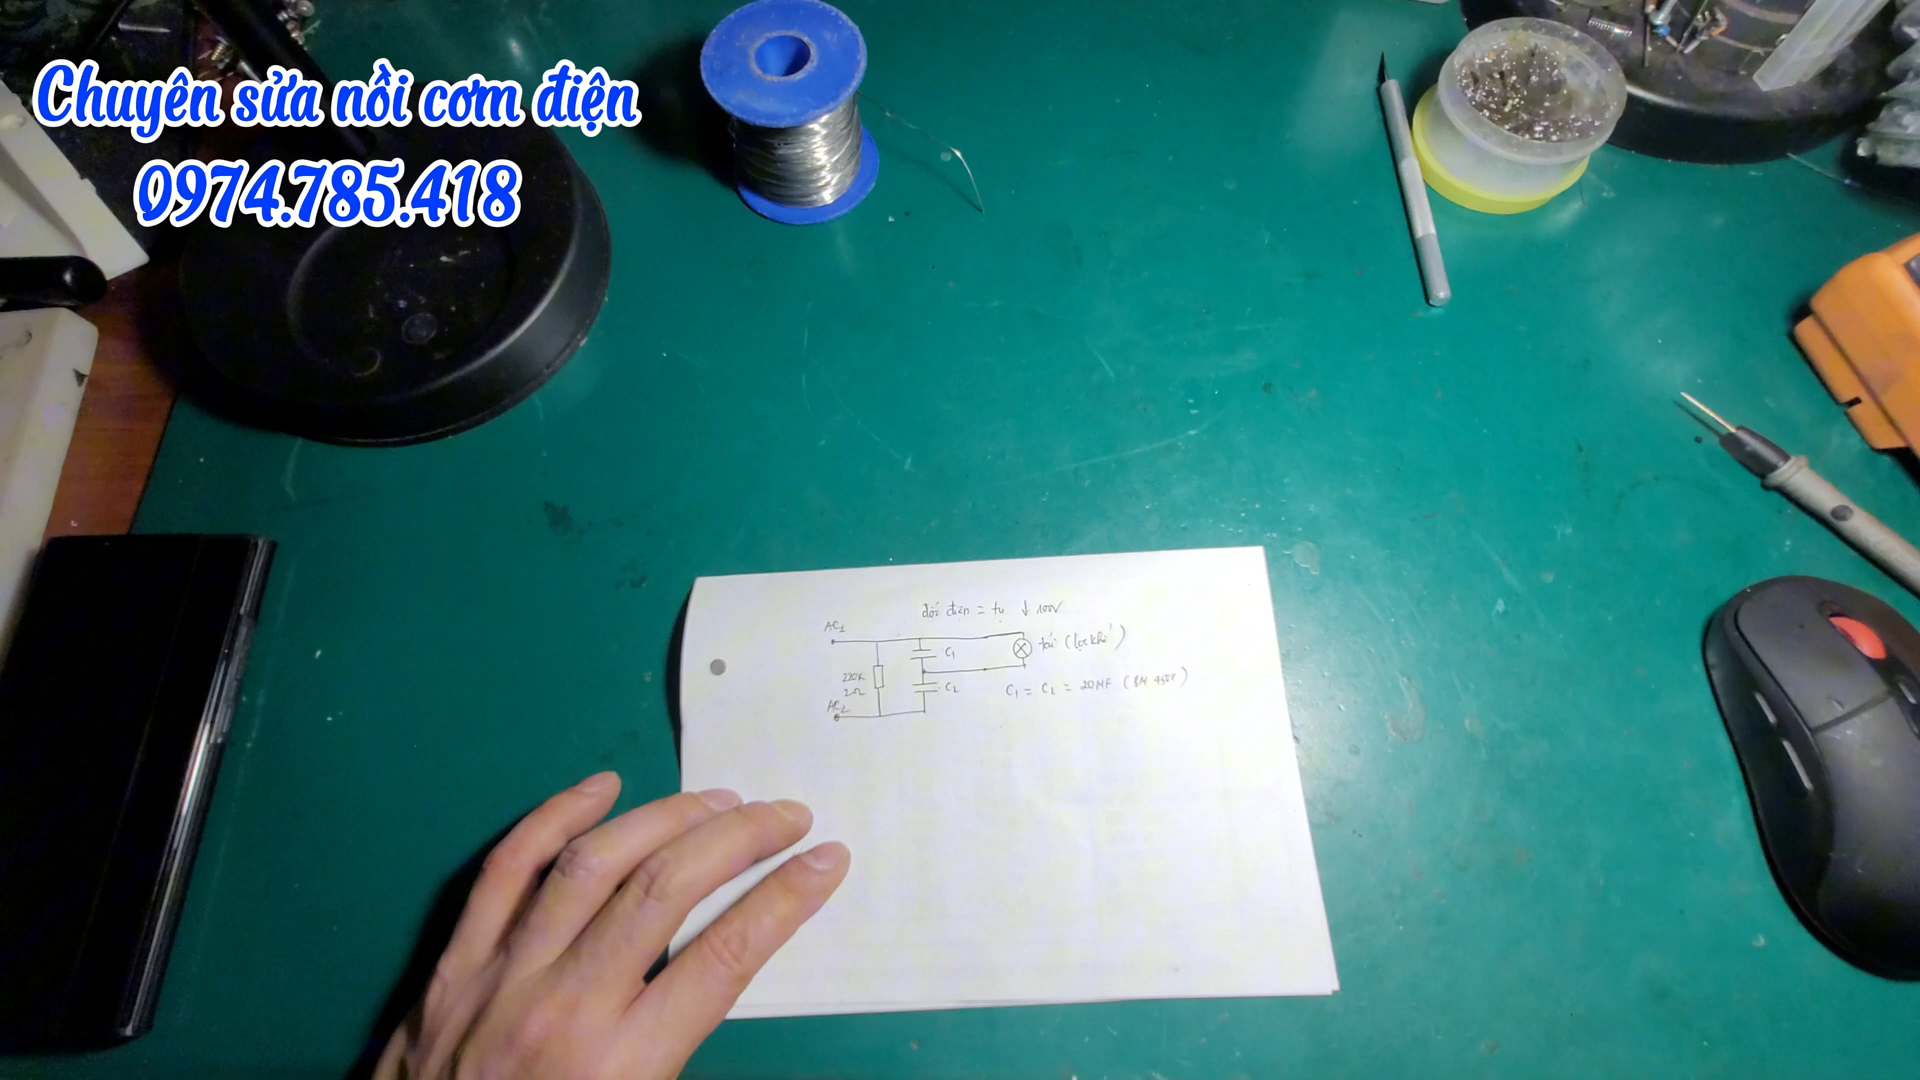 Chuyên sửa nồi cơm điện
0974.785.418
đổi điện = tụ ↓ 100V
AC1
C1
tải (lọc khí)
220K
2Ω
C2
C1 = C2 = 20MF (BM 450V)
AC2